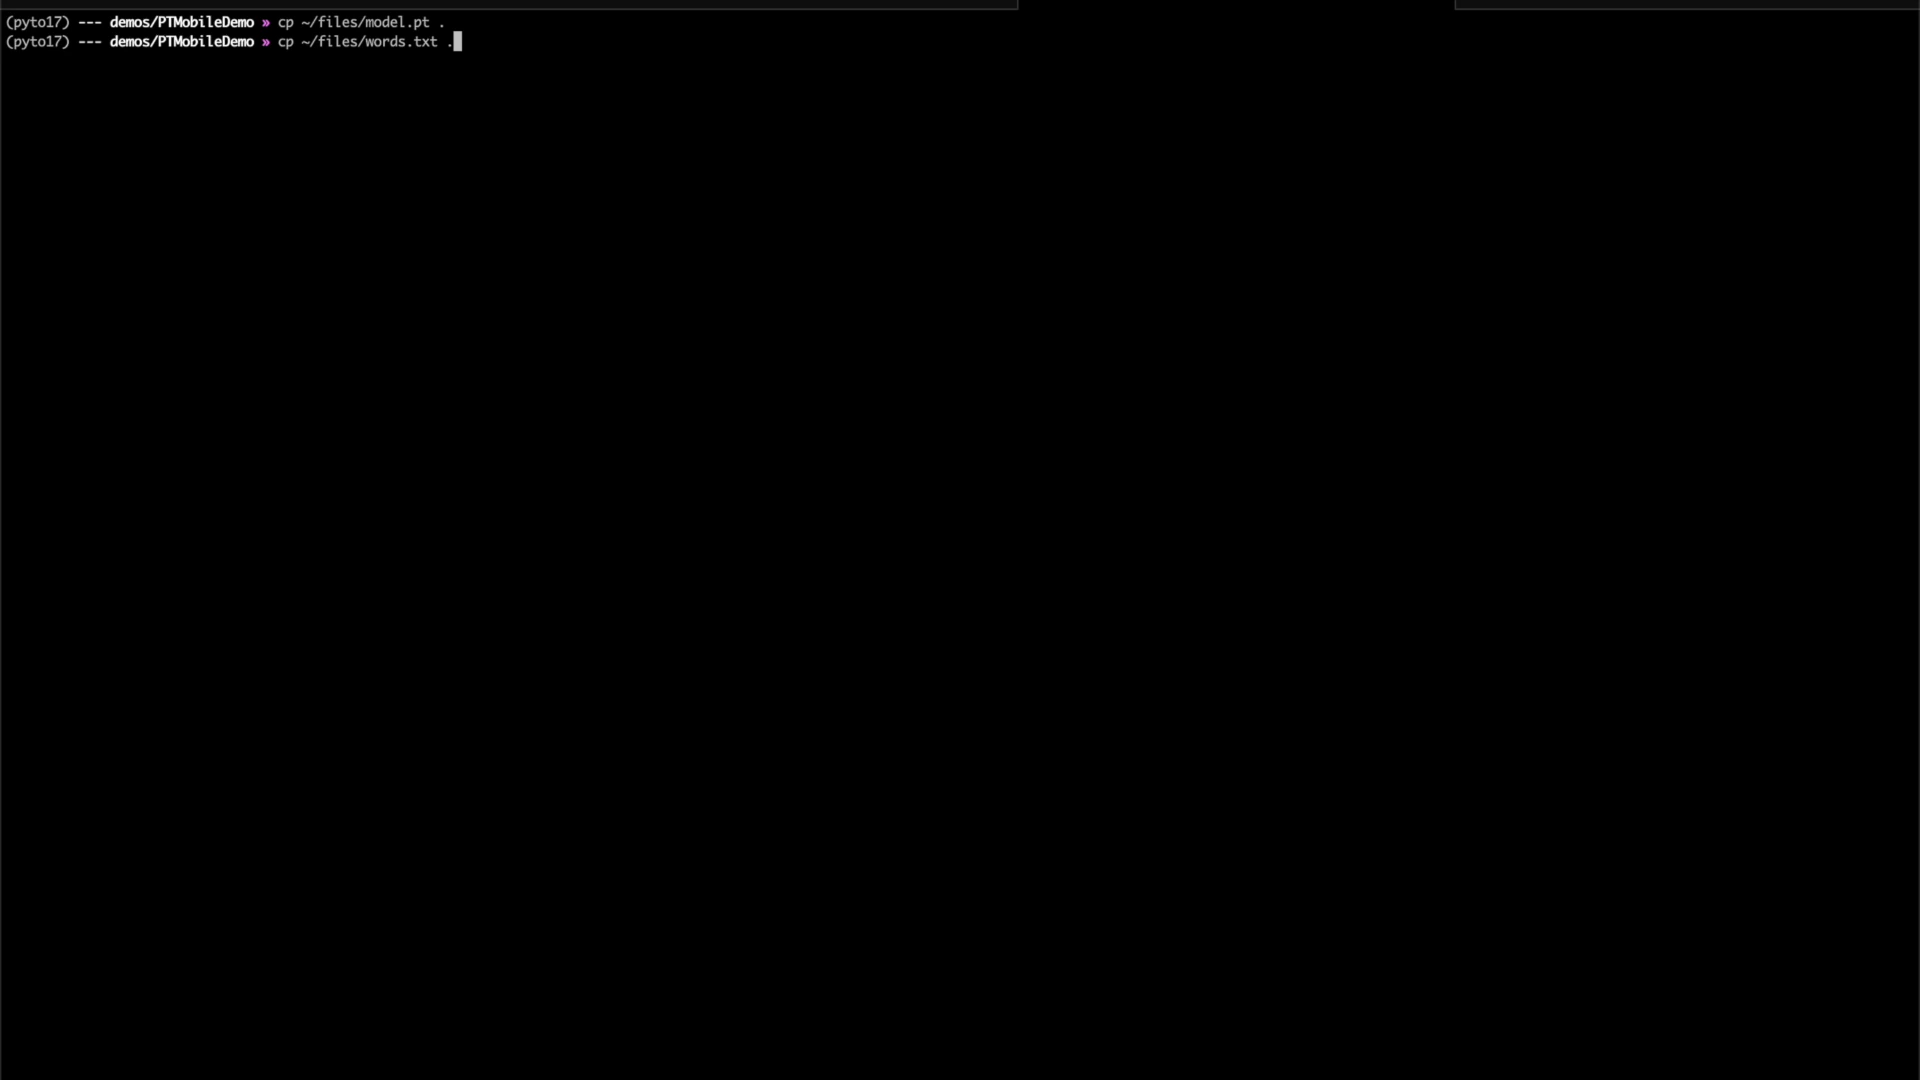 (pyto17) --- demos/PTMobileDemo » cp ~/files/model.pt .
(pyto17) --- demos/PTMobileDemo » cp ~/files/words.txt .